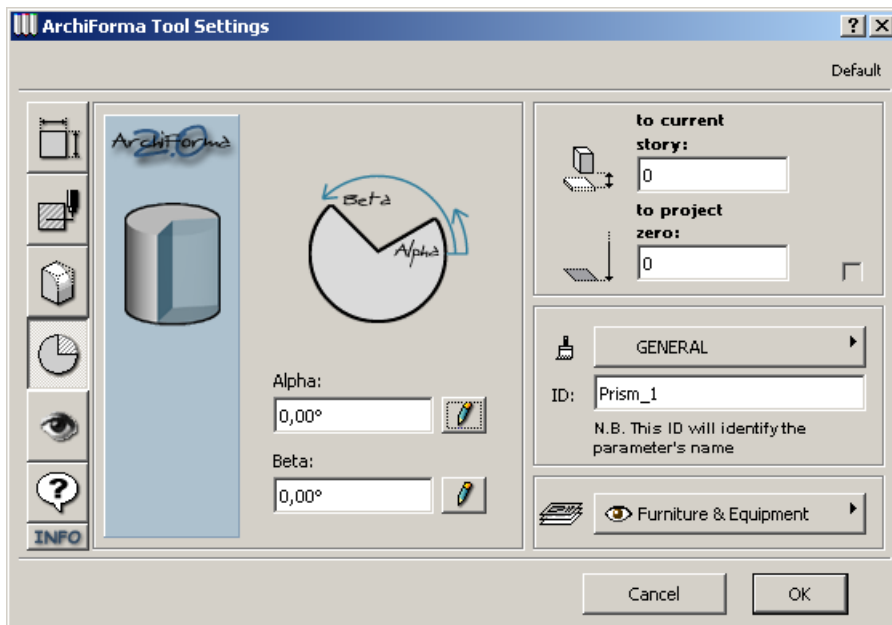 ArchiForma Tool Settings
Default
ArchiForma
2.0
Beta
Alpha
Alpha:
0,00°
Beta:
0,00°
INFO
to current
story:
0
to project
zero:
0
GENERAL
ID:
Prism_1
N.B. This ID will identify the
parameter's name
Furniture & Equipment
Cancel
OK